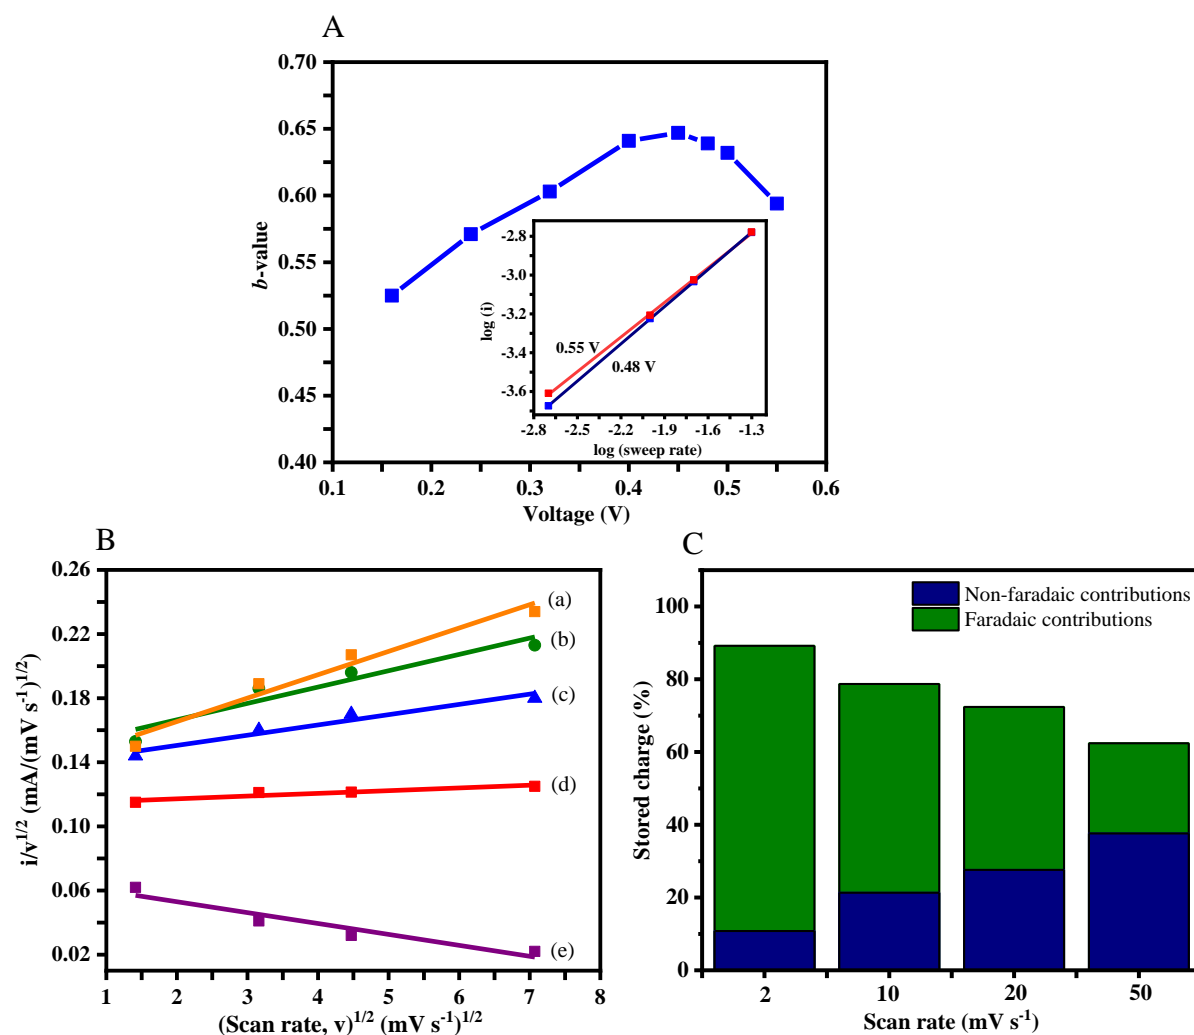 A
0.70
0.65
0.60
0.55
0.50
0.45
0.40
b-value
0.1
0.2
0.3
0.4
0.5
0.6
Voltage (V)
-2.8
-3.0
-3.2
-3.4
-3.6
log (i)
0.55 V
0.48 V
-2.8
-2.5
-2.2
-1.9
-1.6
-1.3
log (sweep rate)
B
0.26
0.22
0.18
0.14
0.10
0.06
0.02
i/v^1/2 (mA/(mV s^-1)^1/2
(a)
(b)
(c)
(d)
(e)
1
2
3
4
5
6
7
8
(Scan rate, v)^1/2 (mV s^-1)^1/2
C
100
80
60
40
20
0
Stored charge (%)
Non-faradaic contributions
Faradaic contributions
2
10
20
50
Scan rate (mV s^-1)